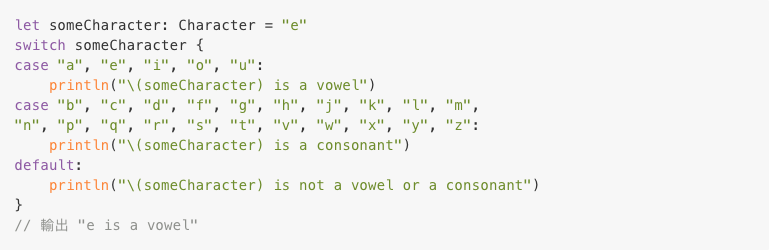 let someCharacter: Character = "e"
switch someCharacter {
case "a", "e", "i", "o", "u":
    println("\(someCharacter) is a vowel")
case "b", "c", "d", "f", "g", "h", "j", "k", "l", "m",
"n", "p", "q", "r", "s", "t", "v", "w", "x", "y", "z":
    println("\(someCharacter) is a consonant")
default:
    println("\(someCharacter) is not a vowel or a consonant")
}
// 輸出 "e is a vowel"